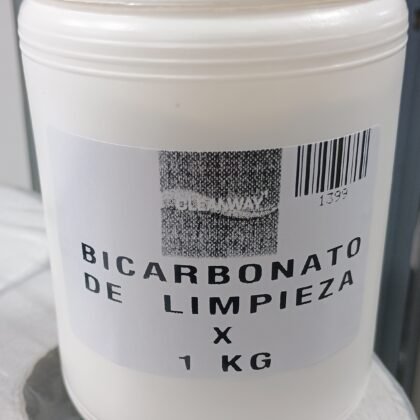 CLEANWAY
1399
BICARBONATO
DE LIMPIEZA
X
1 KG